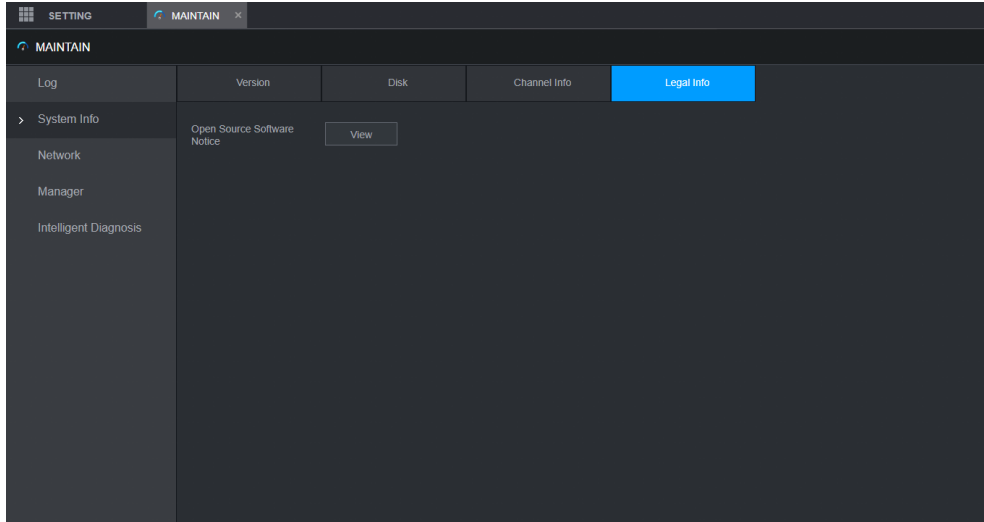 SETTING
MAINTAIN ×
MAINTAIN
Log
Version
Disk
Channel Info
Legal Info
System Info
Open Source Software
Notice
View
Network
Manager
Intelligent Diagnosis